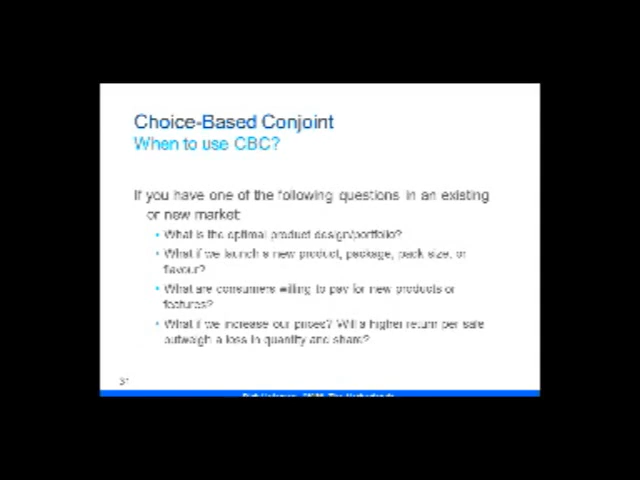 Choice-Based Conjoint
When to use CBC?
If you have one of the following questions in an existing
or new market:
• What is the optimal product design/portfolio?
• What if we launch a new product, package, pack size, or
flavour?
• What are consumers willing to pay for new products or
features?
• What if we increase our prices? Will a higher return per sale
outweigh a loss in quantity and share?
The Netherlands